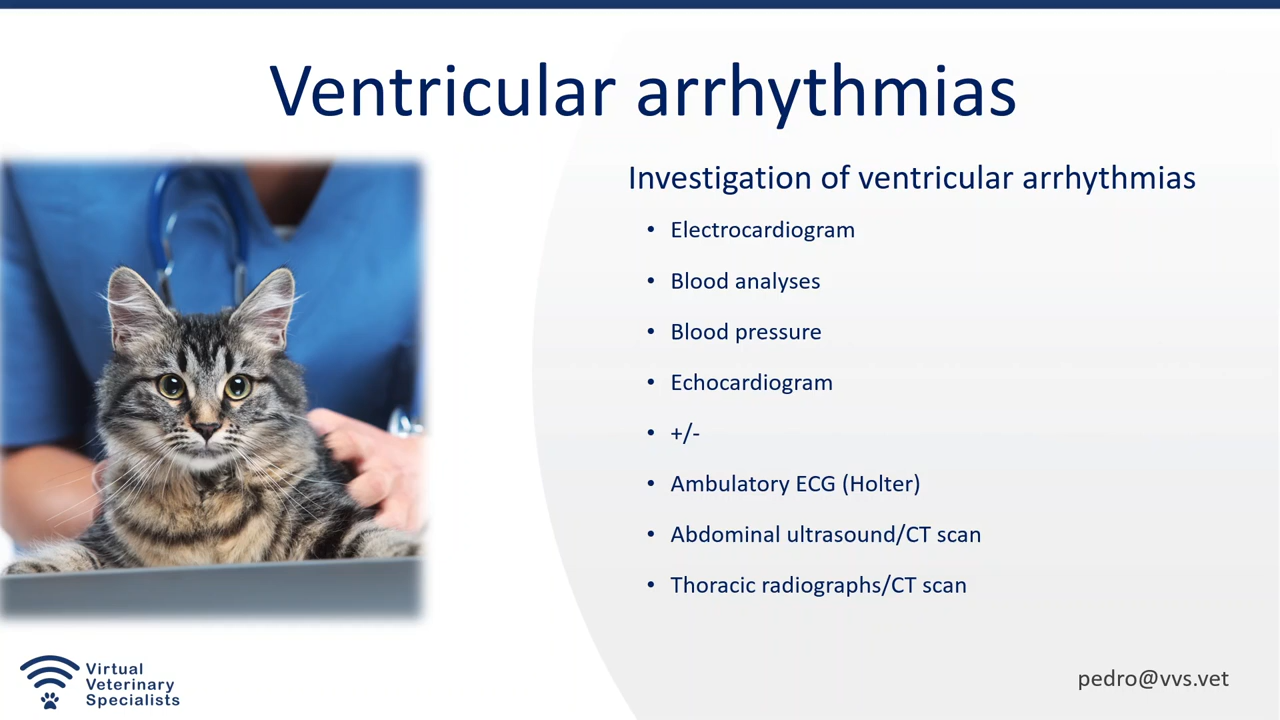 Ventricular arrhythmias
Investigation of ventricular arrhythmias
• Electrocardiogram
• Blood analyses
• Blood pressure
• Echocardiogram
• +/-
• Ambulatory ECG (Holter)
• Abdominal ultrasound/CT scan
• Thoracic radiographs/CT scan
Virtual
Veterinary
Specialists
pedro@vvs.vet